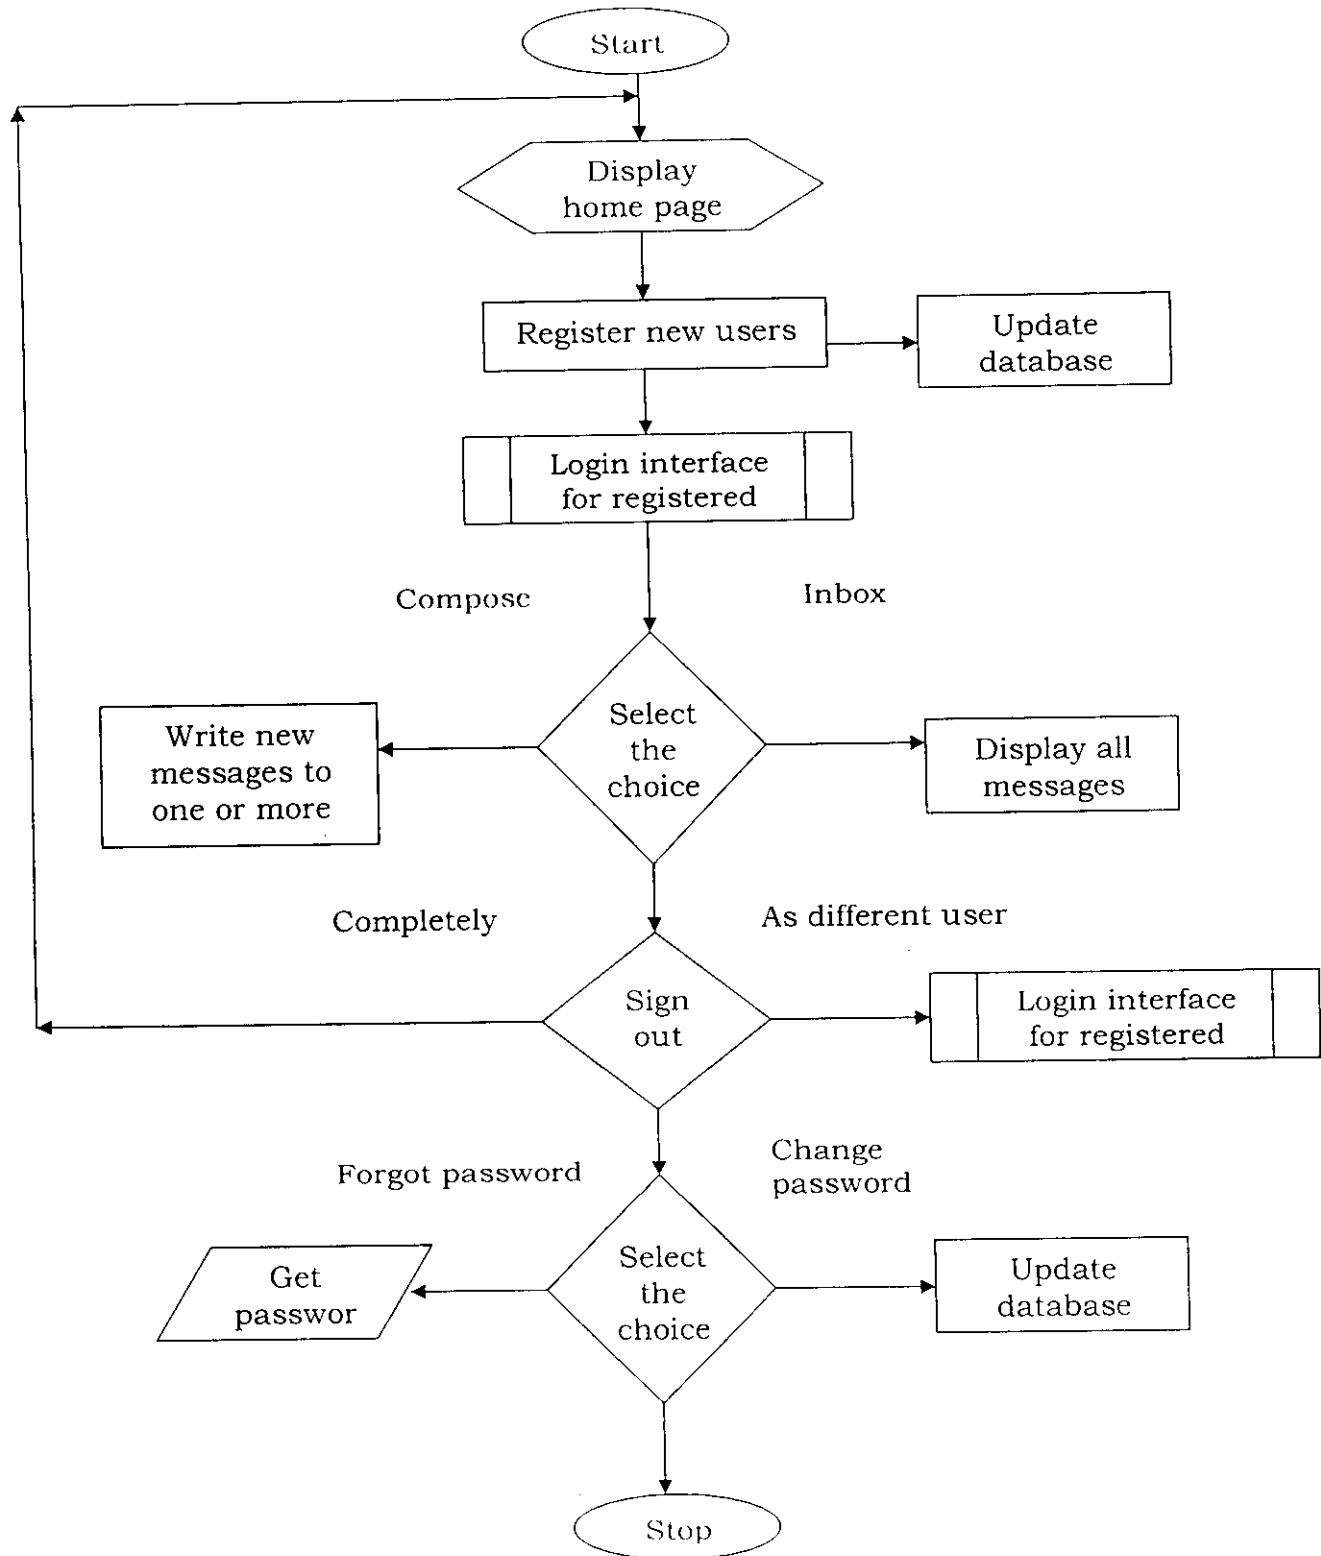 Start
Display
home page
Register new users
Update
database
Login interface
for registered
Compose
Inbox
Write new
messages to
one or more
Select
the
choice
Display all
messages
Completely
As different user
Sign
out
Login interface
for registered
Forgot password
Change
password
Get
passwor
Select
the
choice
Update
database
Stop